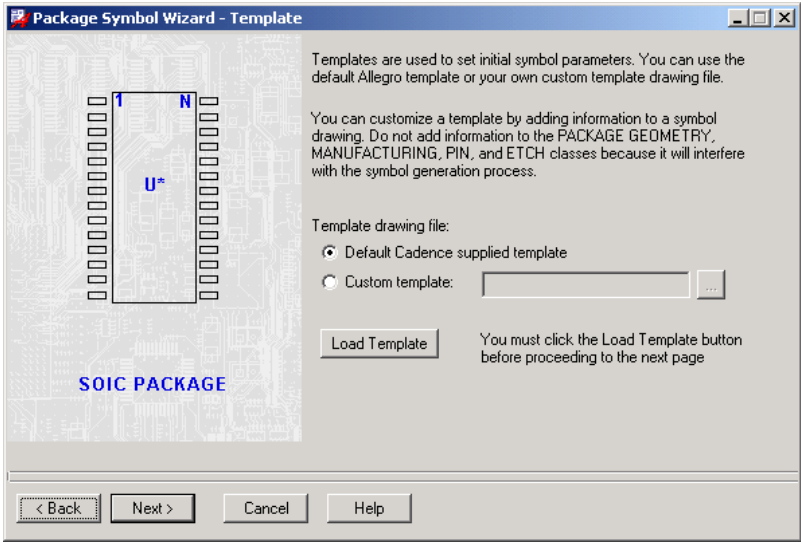 Package Symbol Wizard - Template
Templates are used to set initial symbol parameters. You can use the
default Allegro template or your own custom template drawing file.
You can customize a template by adding information to a symbol
drawing. Do not add information to the PACKAGE GEOMETRY,
MANUFACTURING, PIN, and ETCH classes because it will interfere
with the symbol generation process.
1 N
U*
SOIC PACKAGE
Template drawing file:
Default Cadence supplied template
Custom template:
...
Load Template
You must click the Load Template button
before proceeding to the next page
< Back Next > Cancel Help